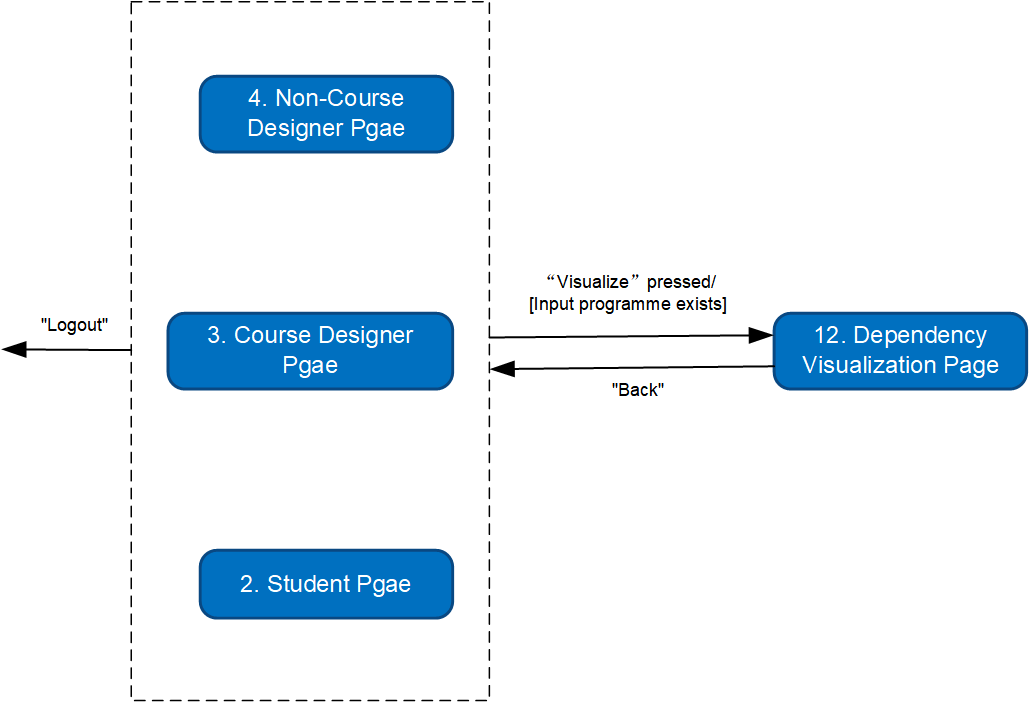 4. Non-Course
Designer Pgae
“Visualize”pressed/
[Input programme exists]
"Logout"
3. Course Designer
Pgae
12. Dependency
Visualization Page
"Back"
2. Student Pgae